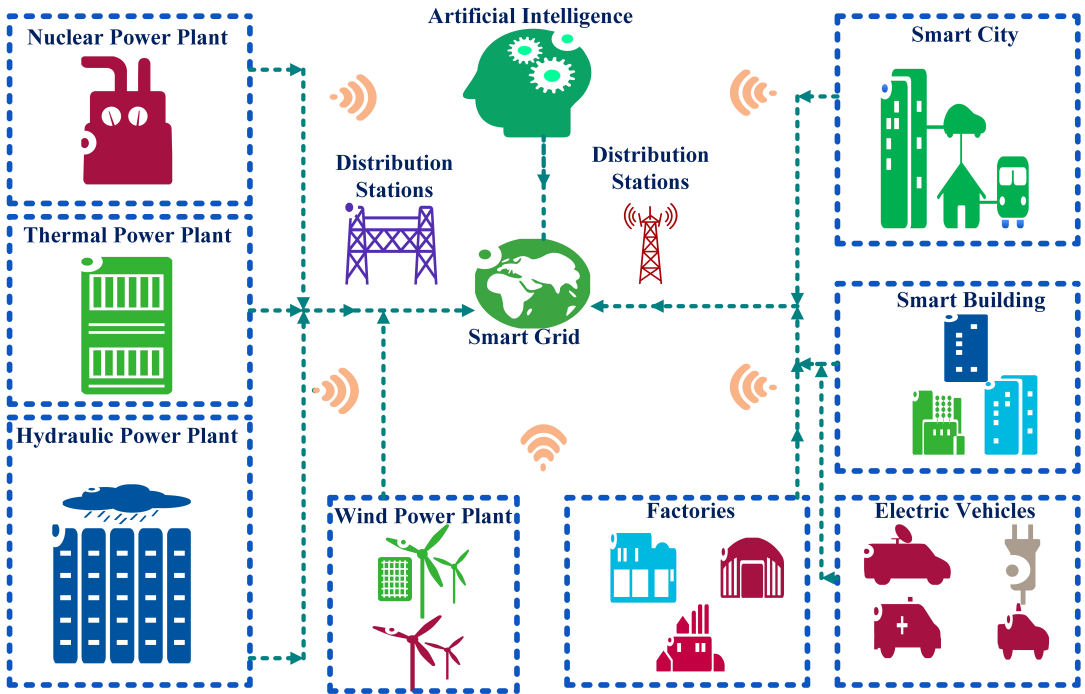 Artificial Intelligence
Nuclear Power Plant
Smart City
Distribution
Stations
Distribution
Stations
Thermal Power Plant
Smart Building
Smart Grid
Hydraulic Power Plant
Wind Power Plant
Factories
Electric Vehicles